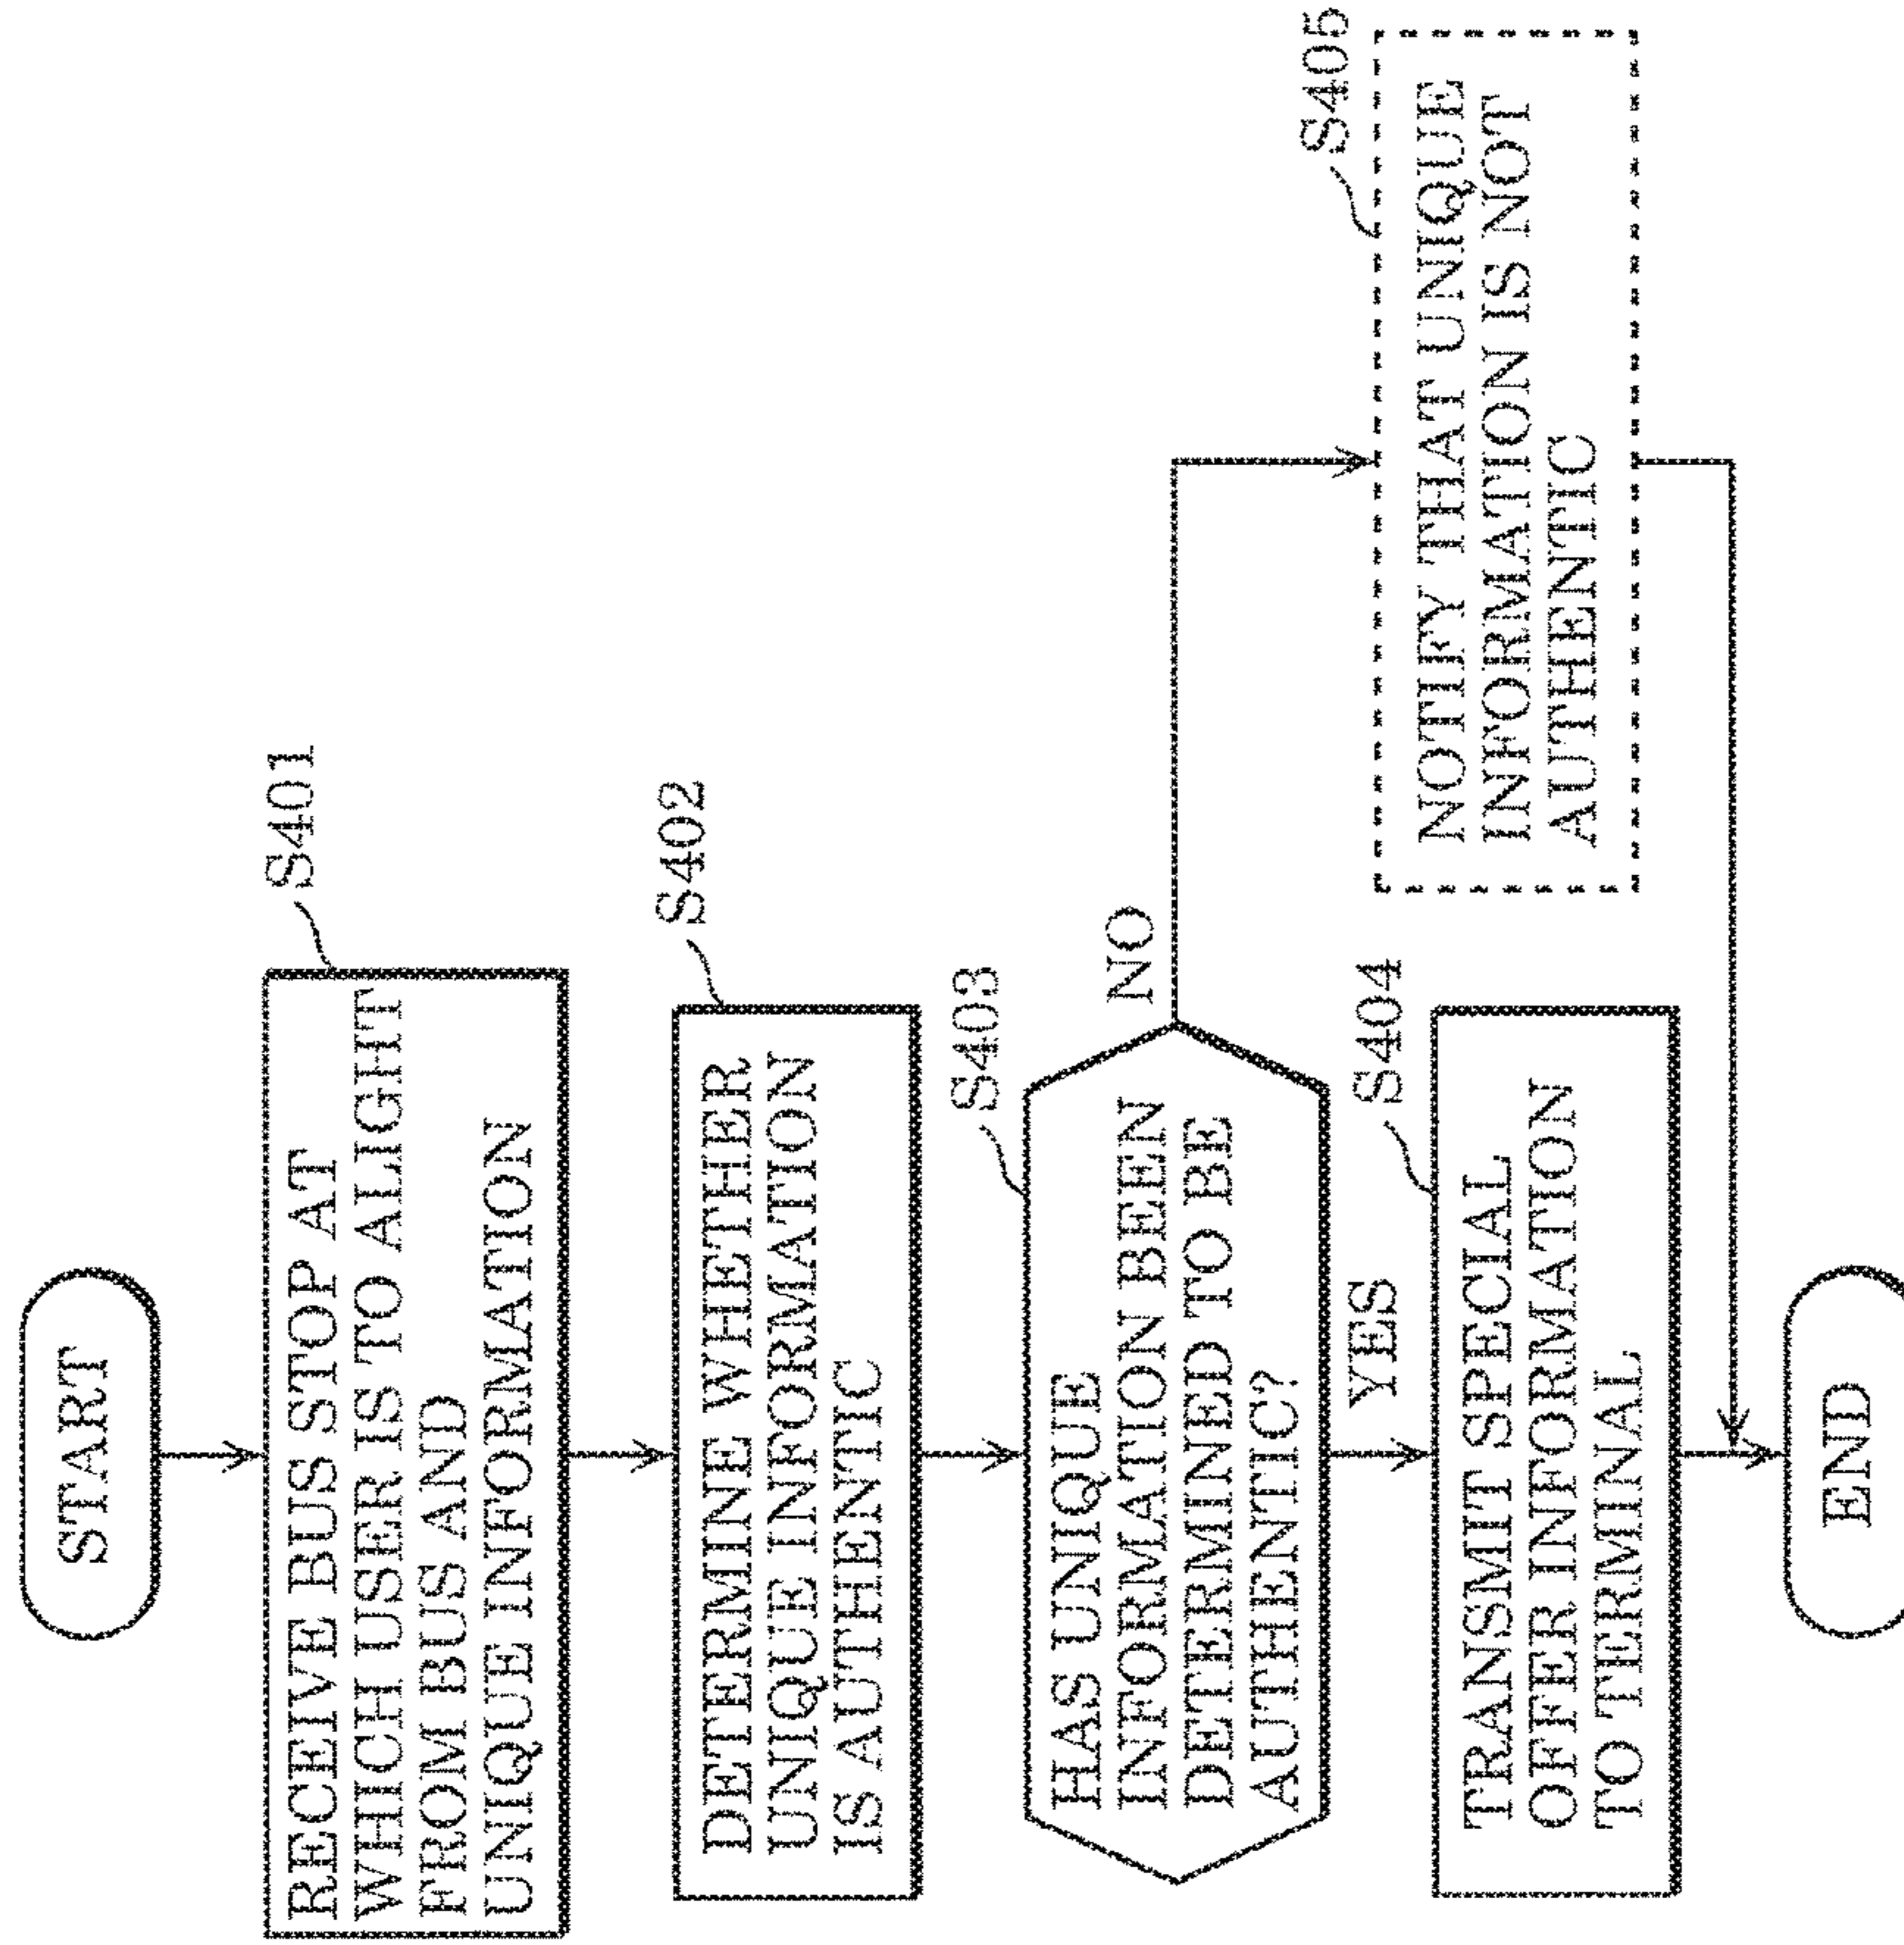 START
S401
RECEIVE BUS STOP AT
WHICH USER IS TO ALIGHT
FROM BUS AND
UNIQUE INFORMATION
S402
DETERMINE WHETHER
UNIQUE INFORMATION
IS AUTHENTIC
S403
HAS UNIQUE
INFORMATION BEEN
DETERMINED TO BE
AUTHENTIC?
NO
YES
S404
TRANSMIT SPECIAL
OFFER INFORMATION
TO TERMINAL
S405
NOTIFY THAT UNIQUE
INFORMATION IS NOT
AUTHENTIC
END